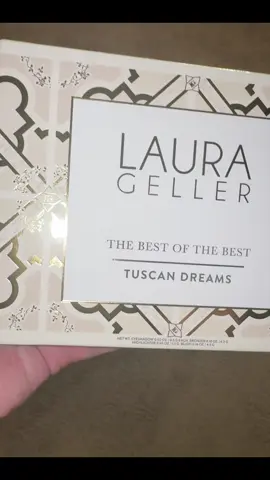 LAURA
GELLER
THE BEST OF THE BEST
TUSCAN DREAMS